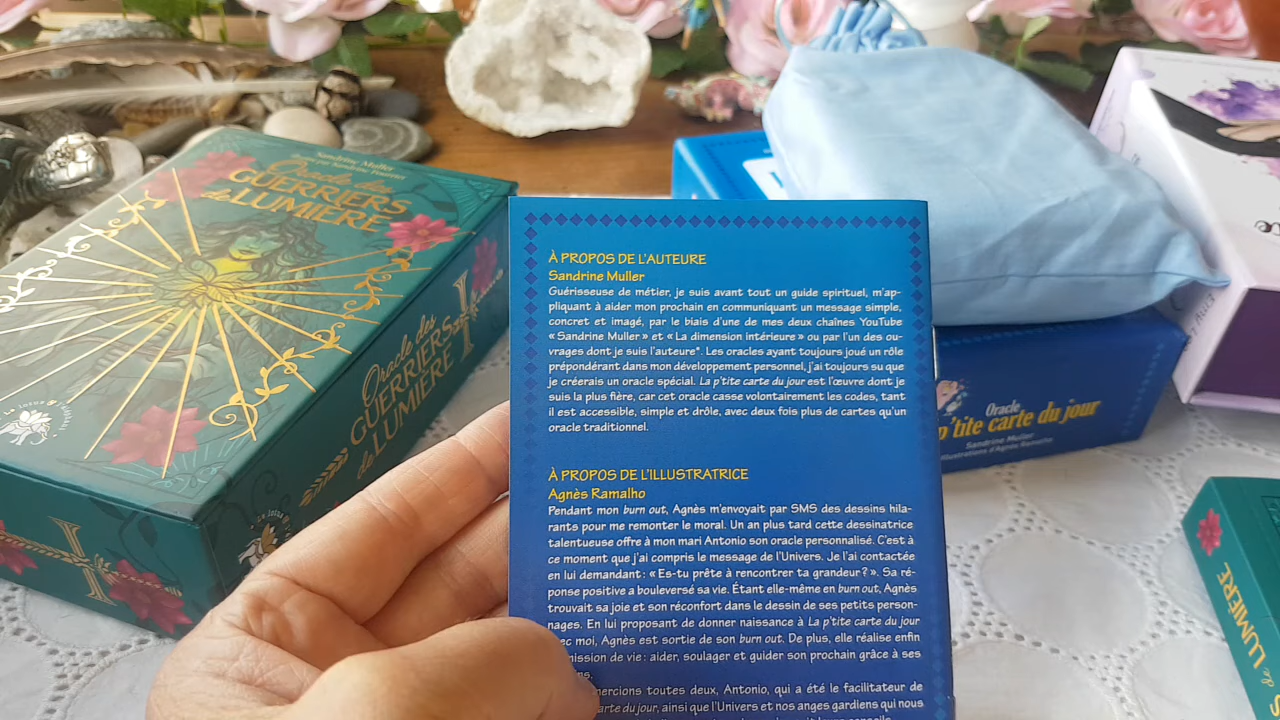 Sandrine Muller
Oracle des
GUERRIERS
de LUMIÈRE
Oracle des
GUERRIERS
de LUMIÈRE
À PROPOS DE L'AUTEURE
Sandrine Muller
Guérisseuse de métier, je suis avant tout un guide spirituel, m'ap-
pliquant à aider mon prochain en communiquant un message simple,
concret et imagé, par le biais d'une de mes deux chaînes YouTube
« Sandrine Muller » et « La dimension intérieure » ou par l'un des ou-
vrages dont je suis l'auteure*. Les oracles ayant toujours joué un rôle
prépondérant dans mon développement personnel, j'ai toujours su que
je créerais un oracle spécial. La p'tite carte du jour est l'œuvre dont je
suis la plus fière, car cet oracle casse volontairement les codes, tant
il est accessible, simple et drôle, avec deux fois plus de cartes qu'un
oracle traditionnel.
À PROPOS DE L'ILLUSTRATRICE
Agnès Ramalho
Pendant mon burn out, Agnès m'envoyait par SMS des dessins hila-
rants pour me remonter le moral. Un an plus tard cette dessinatrice
talentueuse offre à mon mari Antonio son oracle personnalisé. C'est à
ce moment que j'ai compris le message de l'Univers. Je l'ai contactée
en lui demandant : « Es-tu prête à rencontrer ta grandeur ? ». Sa ré-
ponse positive a bouleversé sa vie. Étant elle-même en burn out, Agnès
trouvait sa joie et son réconfort dans le dessin de ses petits person-
nages. En lui proposant de donner naissance à La p'tite carte du jour
ec moi, Agnès est sortie de son burn out. De plus, elle réalise enfin
mission de vie : aider, soulager et guider son prochain grâce à ses
ns.
ercions toutes deux, Antonio, qui a été le facilitateur de
arte du jour, ainsi que l'Univers et nos anges gardiens qui nous
Oracle
p'tite carte du jour
Sandrine Muller
Illustrations d'Agnès Ramalho
de LUMIÈRE